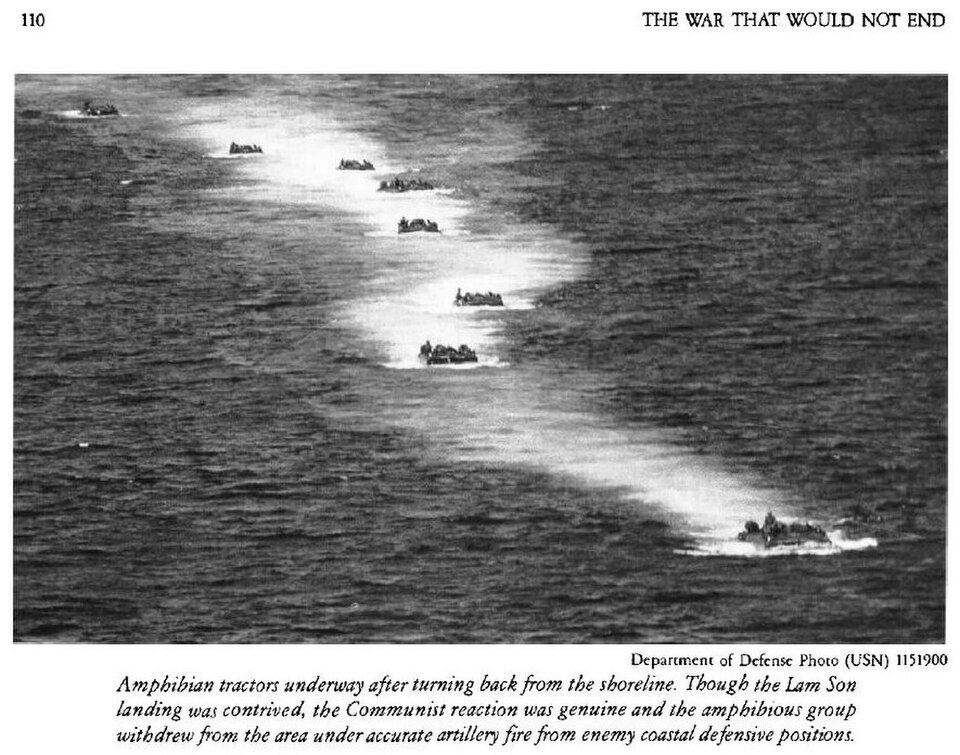 110
THE WAR THAT WOULD NOT END
Department of Defense Photo (USN) 1151900
Amphibian tractors underway after turning back from the shoreline. Though the Lam Son
landing was contrived, the Communist reaction was genuine and the amphibious group
withdrew from the area under accurate artillery fire from enemy coastal defensive positions.